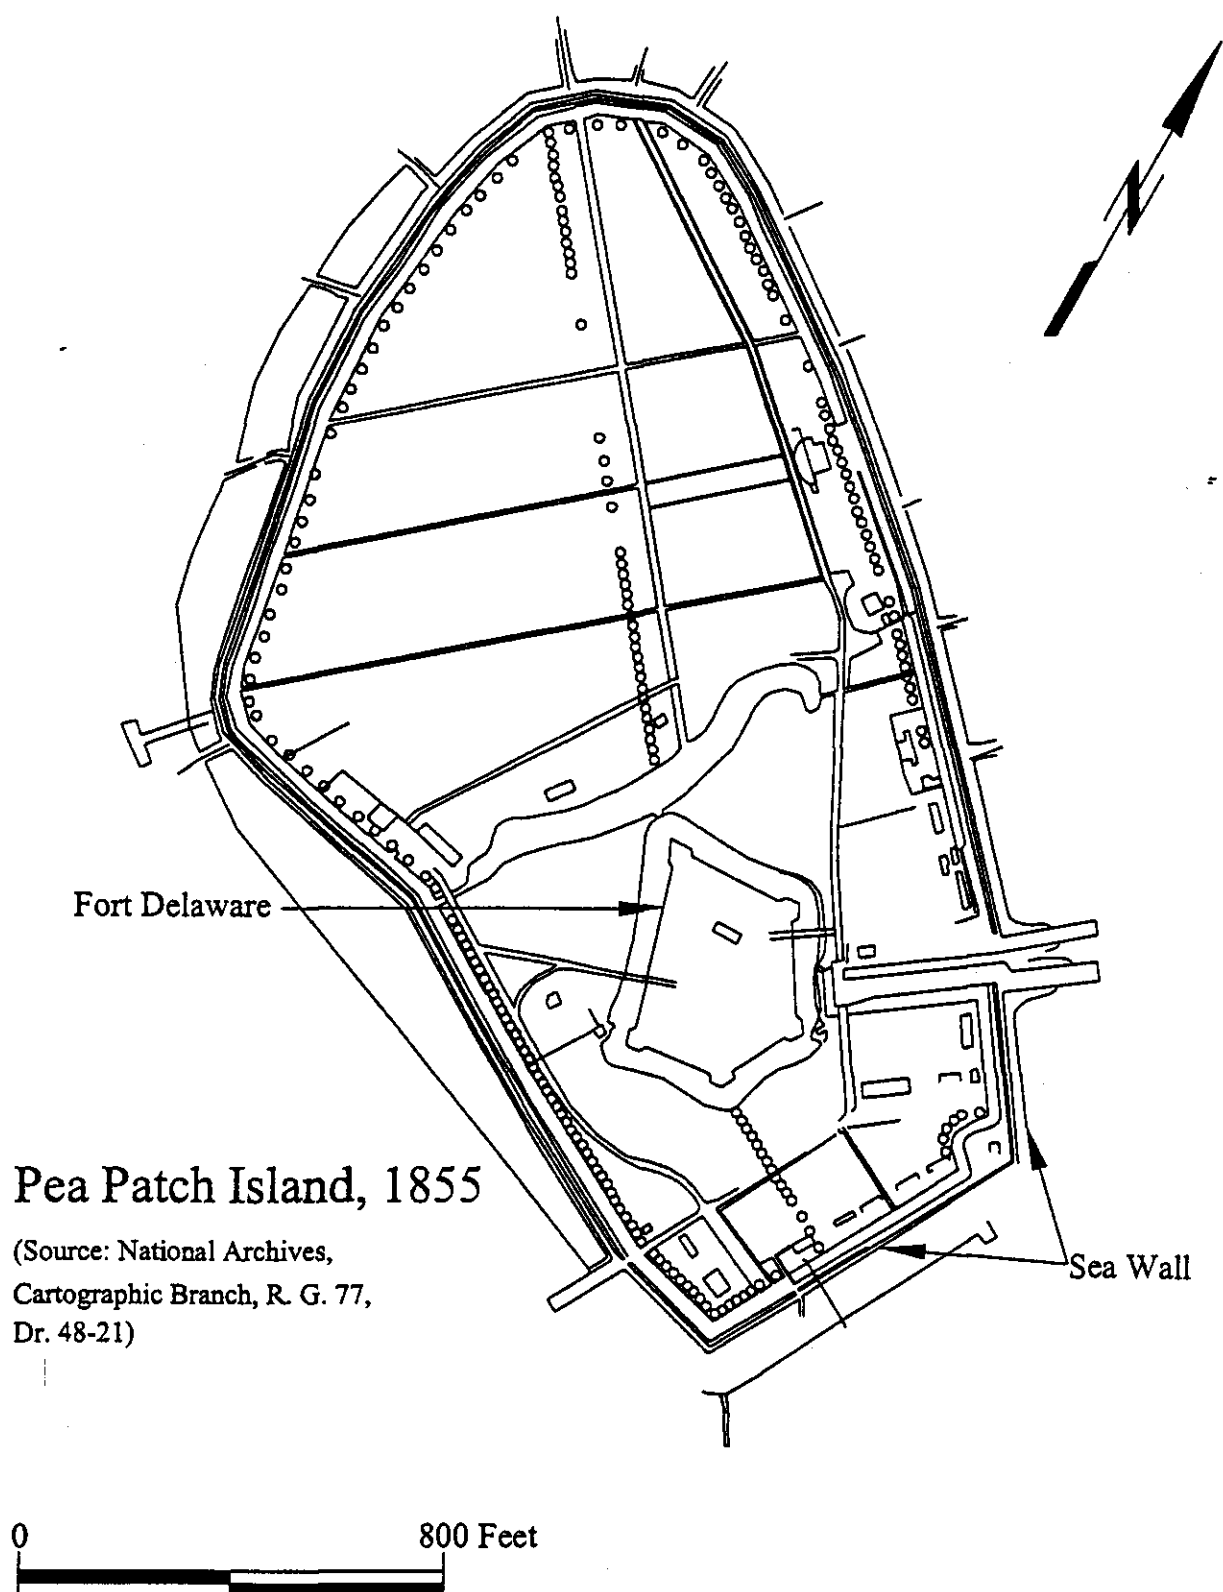 N
Fort Delaware
Pea Patch Island, 1855
(Source: National Archives,
Cartographic Branch, R. G. 77,
Dr. 48-21)
Sea Wall
0 800 Feet